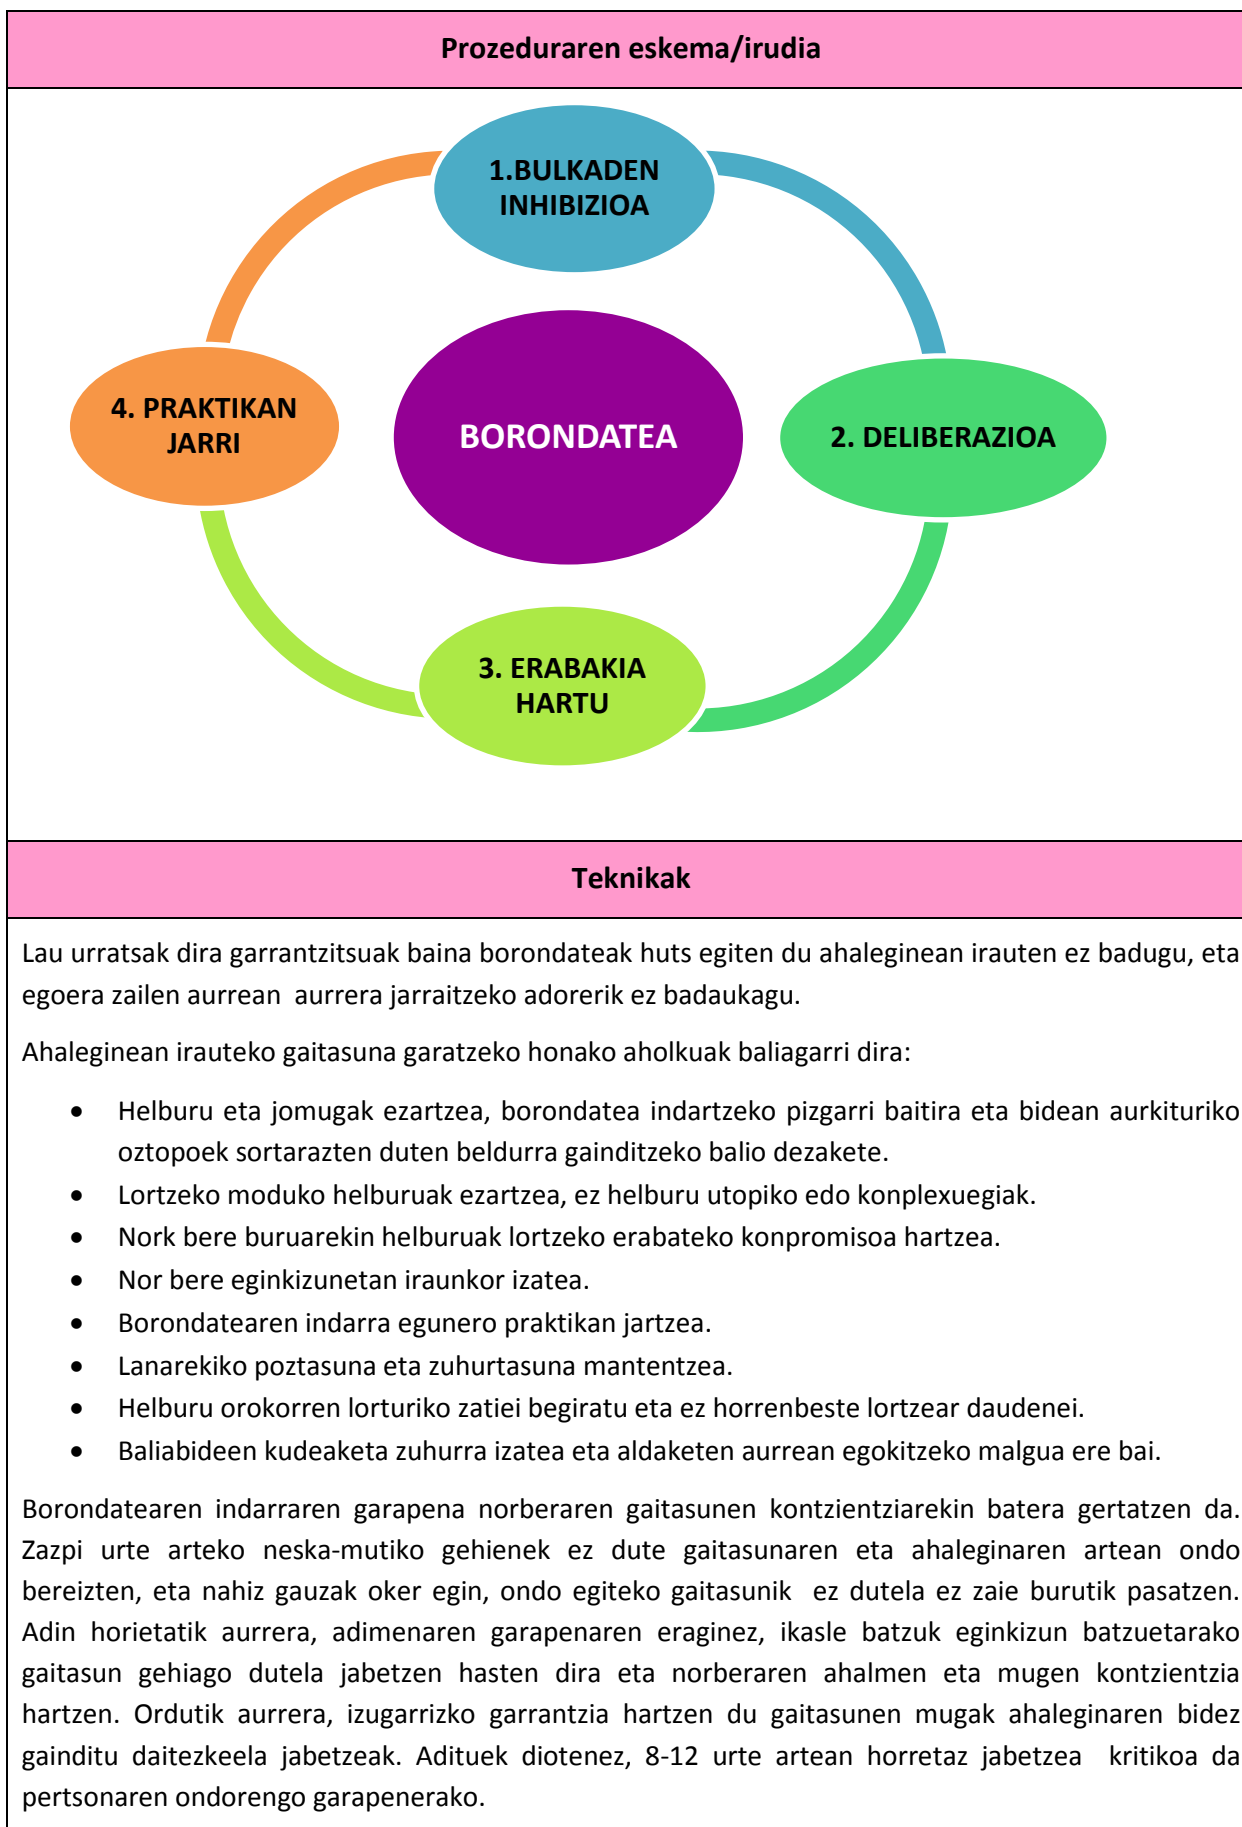 Prozeduraren eskema/irudia
1.BULKADEN
INHIBIZIOA
4. PRAKTIKAN
JARRI
BORONDATEA
2. DELIBERAZIOA
3. ERABAKIA
HARTU
Teknikak
Lau urratsak dira garrantzitsuak baina borondateak huts egiten du ahaleginean irauten ez badugu, eta
egoera zailen aurrean aurrera jarraitzeko adorerik ez badaukagu.
Ahaleginean irauteko gaitasuna garatzeko honako aholkuak baliagarri dira:
• Helburu eta jomugak ezartzea, borondatea indartzeko pizgarri baitira eta bidean aurkituriko
oztopoek sortarazten duten beldurra gainditzeko balio dezakete.
• Lortzeko moduko helburuak ezartzea, ez helburu utopiko edo konplexuegiak.
• Nork bere buruarekin helburuak lortzeko erabateko konpromisoa hartzea.
• Nor bere eginkizunetan iraunkor izatea.
• Borondatearen indarra egunero praktikan jartzea.
• Lanarekiko poztasuna eta zuhurtasuna mantentzea.
• Helburu orokorren lorturiko zatiei begiratu eta ez horrenbeste lortzear daudenei.
• Baliabideen kudeaketa zuhurra izatea eta aldaketen aurrean egokitzeko malgua ere bai.
Borondatearen indarraren garapena norberaren gaitasunen kontzientziarekin batera gertatzen da.
Zazpi urte arteko neska-mutiko gehienek ez dute gaitasunaren eta ahaleginaren artean ondo
bereizten, eta nahiz gauzak oker egin, ondo egiteko gaitasunik ez dutela ez zaie burutik pasatzen.
Adin horietatik aurrera, adimenaren garapenaren eraginez, ikasle batzuk eginkizun batzuetarako
gaitasun gehiago dutela jabetzen hasten dira eta norberaren ahalmen eta mugen kontzientzia
hartzen. Ordutik aurrera, izugarrizko garrantzia hartzen du gaitasunen mugak ahaleginaren bidez
gainditu daitezkeela jabetzeak. Adituek diotenez, 8-12 urte artean horretaz jabetzea kritikoa da
pertsonaren ondorengo garapenerako.